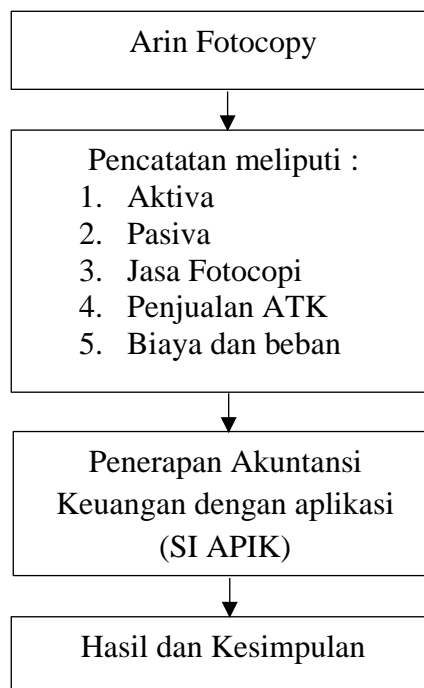 Arin Fotocopy
Pencatatan meliputi :
1. Aktiva
2. Pasiva
3. Jasa Fotocopi
4. Penjualan ATK
5. Biaya dan beban
Penerapan Akuntansi
Keuangan dengan aplikasi
(SI APIK)
Hasil dan Kesimpulan